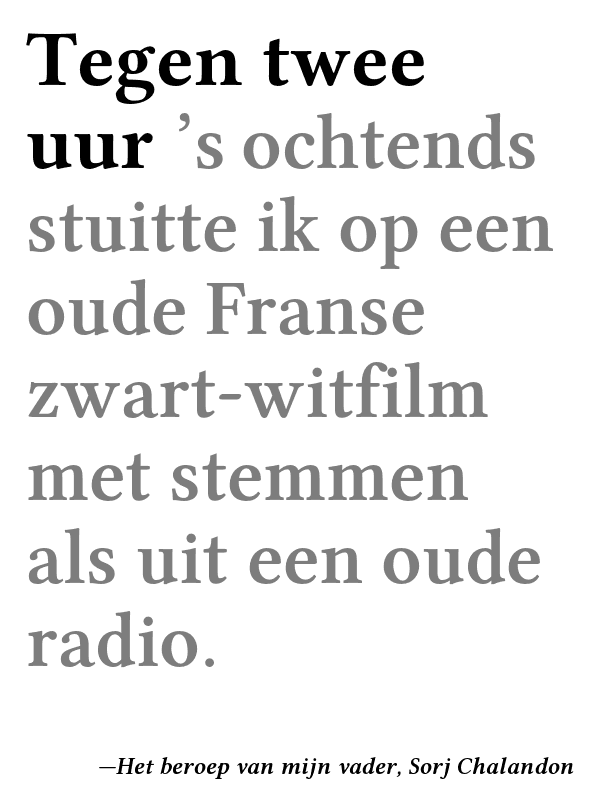 Tegen twee
uur ’s ochtends
stuitte ik op een
oude Franse
zwart-witfilm
met stemmen
als uit een oude
radio.
—Het beroep van mijn vader, Sorj Chalandon